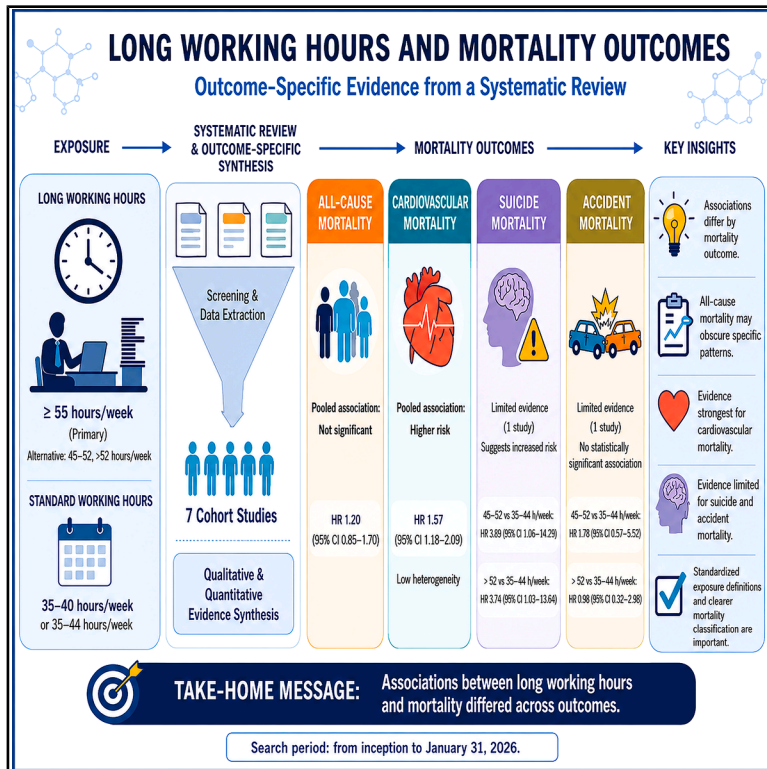 LONG WORKING HOURS AND MORTALITY OUTCOMES
Outcome-Specific Evidence from a Systematic Review
EXPOSURE
SYSTEMATIC REVIEW
& OUTCOME-SPECIFIC
SYNTHESIS
MORTALITY OUTCOMES
KEY INSIGHTS
LONG WORKING HOURS
≥ 55 hours/week
(Primary)
Alternative: 45–52, >52 hours/week
STANDARD WORKING HOURS
35–40 hours/week
or 35–44 hours/week
Screening &
Data Extraction
7 Cohort Studies
Qualitative &
Quantitative
Evidence Synthesis
ALL-CAUSE
MORTALITY
Pooled association:
Not significant
HR 1.20
(95% CI 0.85–1.70)
CARDIOVASCULAR
MORTALITY
Pooled association:
Higher risk
HR 1.57
(95% CI 1.18–2.09)
Low heterogeneity
SUICIDE
MORTALITY
Limited evidence
(1 study)
Suggests increased risk
45–52 vs 35–44 h/week:
HR 3.89 (95% CI 1.06–14.29)
> 52 vs 35–44 h/week:
HR 3.74 (95% CI 1.03–13.64)
ACCIDENT
MORTALITY
Limited evidence
(1 study)
No statistically
significant association
45–52 vs 35–44 h/week:
HR 1.78 (95% CI 0.57–5.52)
> 52 vs 35–44 h/week:
HR 0.98 (95% CI 0.32–2.98)
Associations
differ by
mortality
outcome.
All-cause
mortality may
obscure specific
patterns.
Evidence
strongest for
cardiovascular
mortality.
Evidence limited
for suicide and
accident
mortality.
Standardized
exposure definitions
and clearer
mortality
classification are
important.
TAKE-HOME MESSAGE:
Associations between long working hours
and mortality differed across outcomes.
Search period: from inception to January 31, 2026.